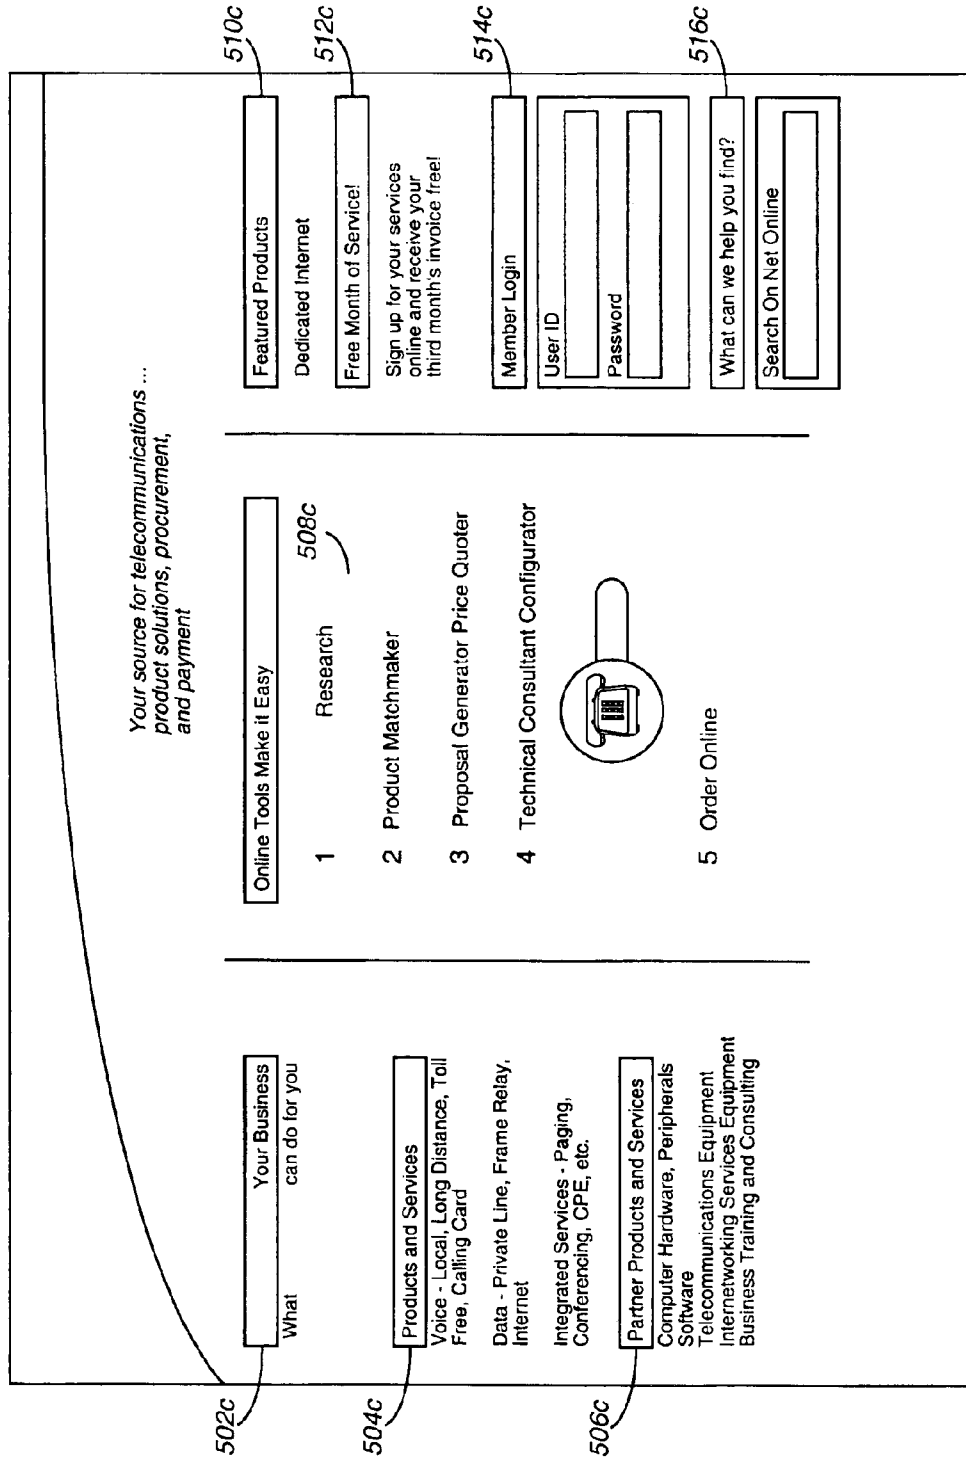 Your source for telecommunications ...
product solutions, procurement,
and payment
502c
Your Business
What can do for you
504c
Products and Services
Voice - Local, Long Distance, Toll
Free, Calling Card
Data - Private Line, Frame Relay,
Internet
Integrated Services - Paging,
Conferencing, CPE, etc.
506c
Partner Products and Services
Computer Hardware, Peripherals
Software
Telecommunications Equipment
Internetworking Services Equipment
Business Training and Consulting
Online Tools Make it Easy
508c
1 Research
2 Product Matchmaker
3 Proposal Generator Price Quoter
4 Technical Consultant Configurator
5 Order Online
510c
Featured Products
Dedicated Internet
512c
Free Month of Service!
Sign up for your services
online and receive your
third month's invoice free!
514c
Member Login
User ID
Password
516c
What can we help you find?
Search On Net Online